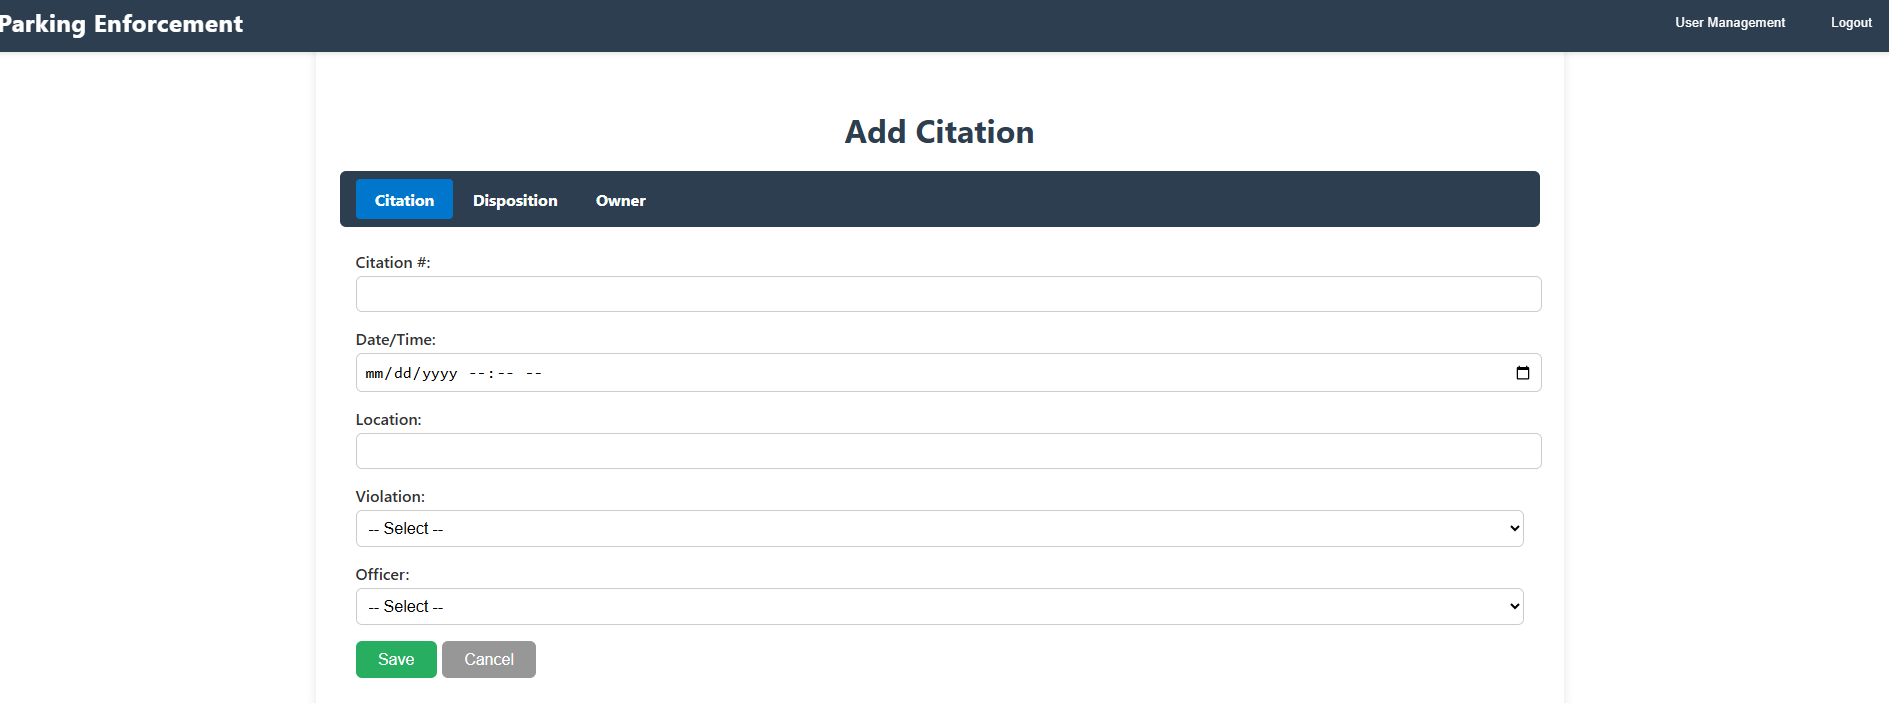 Parking Enforcement
User Management
Logout
Add Citation
Citation
Disposition
Owner
Citation #:
Date/Time:
mm/dd/yyyy --:-- --
Location:
Violation:
-- Select --
Officer:
-- Select --
Save
Cancel